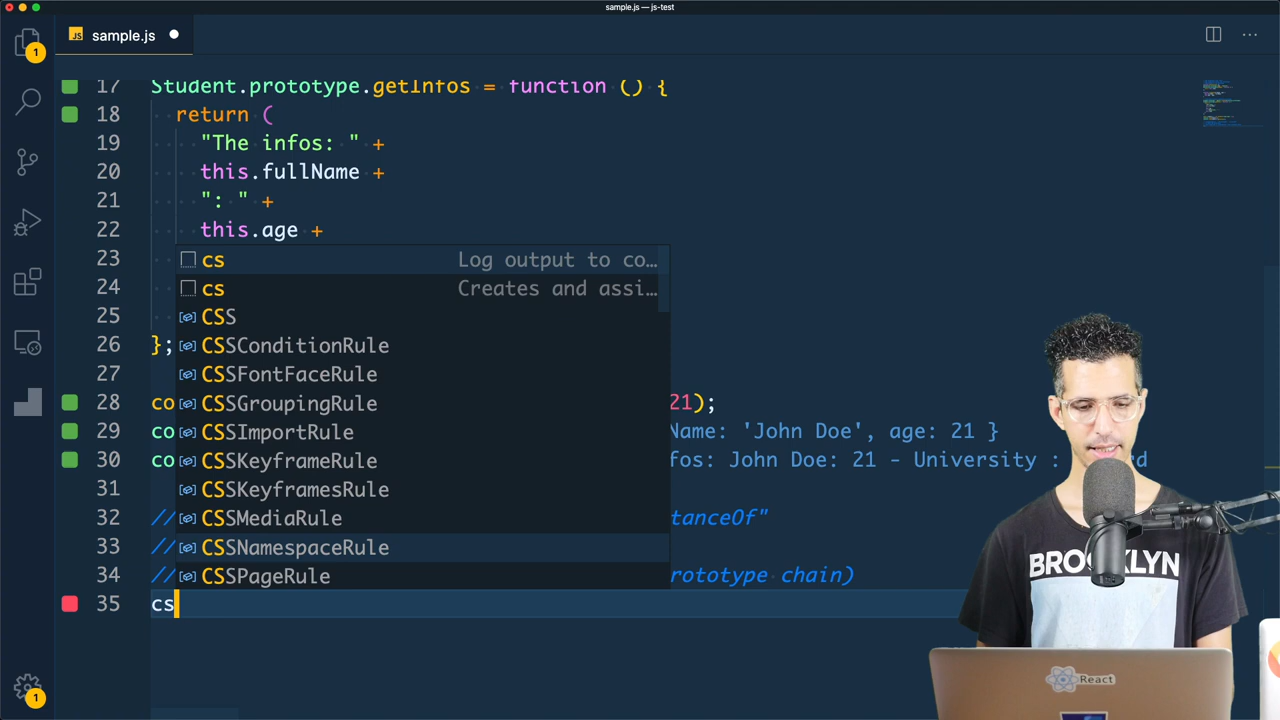 sample.js — js-test
JS sample.js
17 Student.prototype.getInfos = function () {
18 return (
19 "The infos: " +
20 this.fullName +
21 ": " +
22 this.age +
23 cs Log output to co…
24 cs Creates and assi…
25 CSS
26 }; CSSConditionRule
27 CSSFontFaceRule
28 co CSSGroupingRule 21);
29 co CSSImportRule Name: 'John Doe', age: 21 }
30 co CSSKeyframeRule fos: John Doe: 21 - University : rd
31 CSSKeyframesRule
32 // CSSMediaRule tanceOf"
33 // CSSNamespaceRule
34 // CSSPageRule rototype chain)
35 cs
1
1
BROOKLYN
React